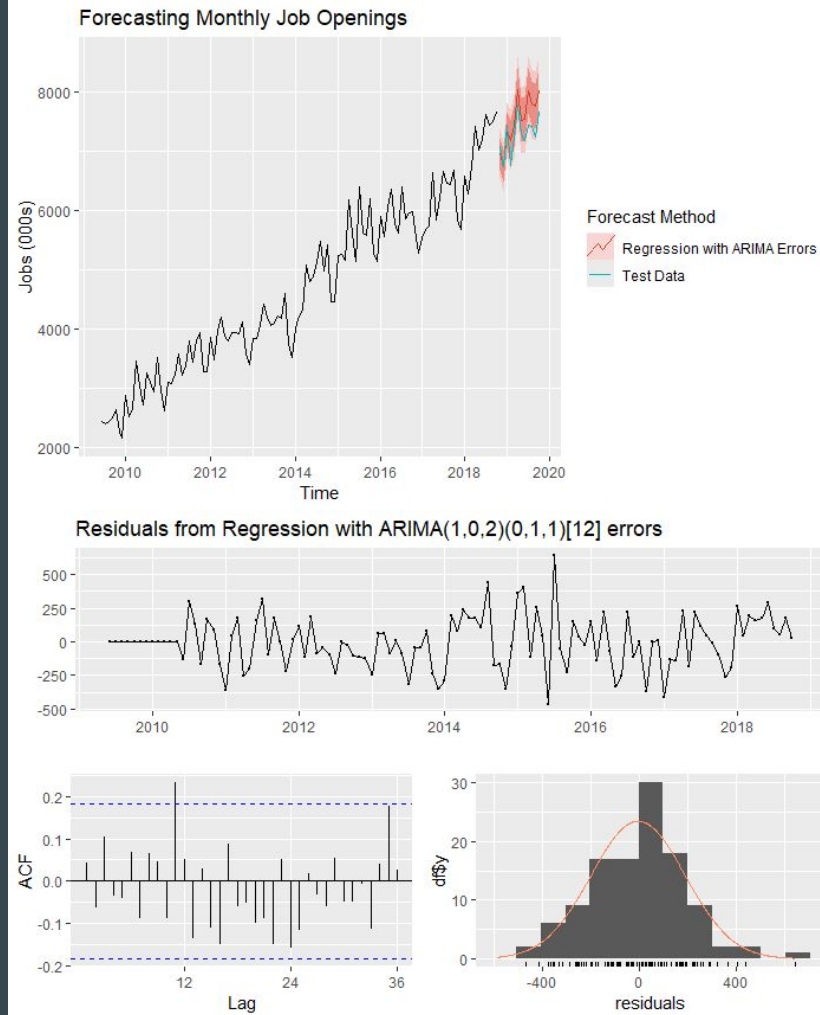 Forecasting Monthly Job Openings
8000
6000
4000
2000
Jobs (000s)
2010 2012 2014 2016 2018 2020
Time
Forecast Method
Regression with ARIMA Errors
Test Data
Residuals from Regression with ARIMA(1,0,2)(0,1,1)[12] errors
500
250
0
-250
-500
2010 2012 2014 2016 2018
0.2
0.1
0.0
-0.1
-0.2
ACF
12 24 36
Lag
30
20
10
0
df$y
-400 0 400
residuals